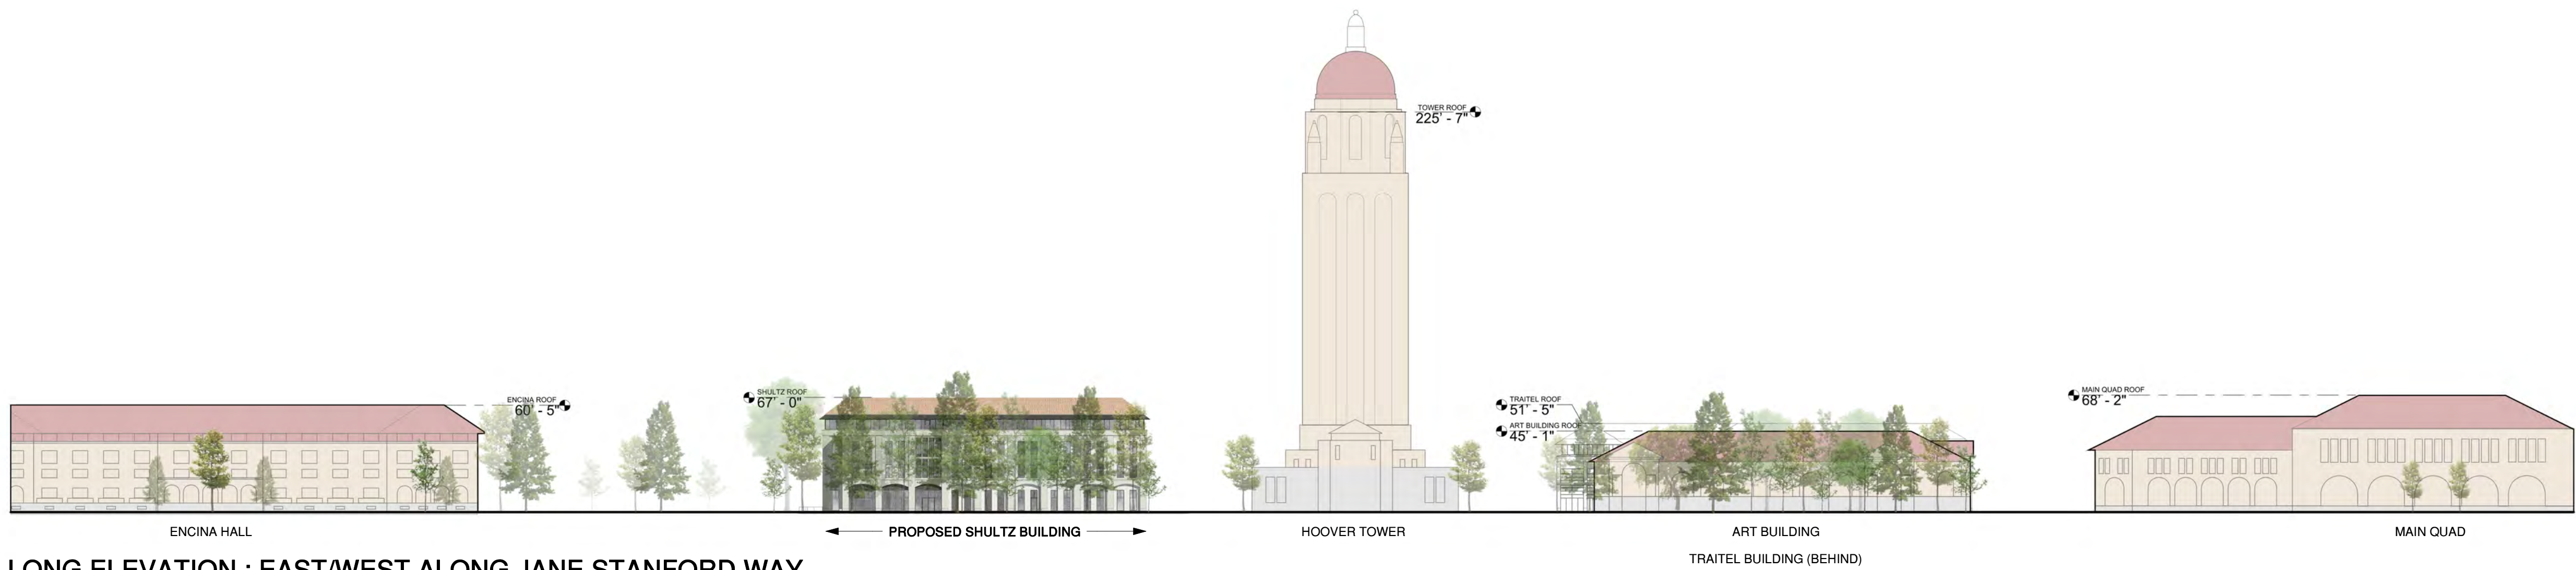 TOWER ROOF
225' - 7"
ENCINA ROOF
60' - 5"
SHULTZ ROOF
67' - 0"
TRAITEL ROOF
51' - 5"
ART BUILDING ROOF
45' - 1"
MAIN QUAD ROOF
68' - 2"
ENCINA HALL
PROPOSED SHULTZ BUILDING
HOOVER TOWER
ART BUILDING
MAIN QUAD
TRAITEL BUILDING (BEHIND)
LONG ELEVATION : EAST/WEST ALONG JANE STANFORD WAY